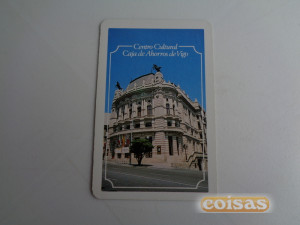 Centro Cultural
Caja de Ahorros de Vigo
coisas